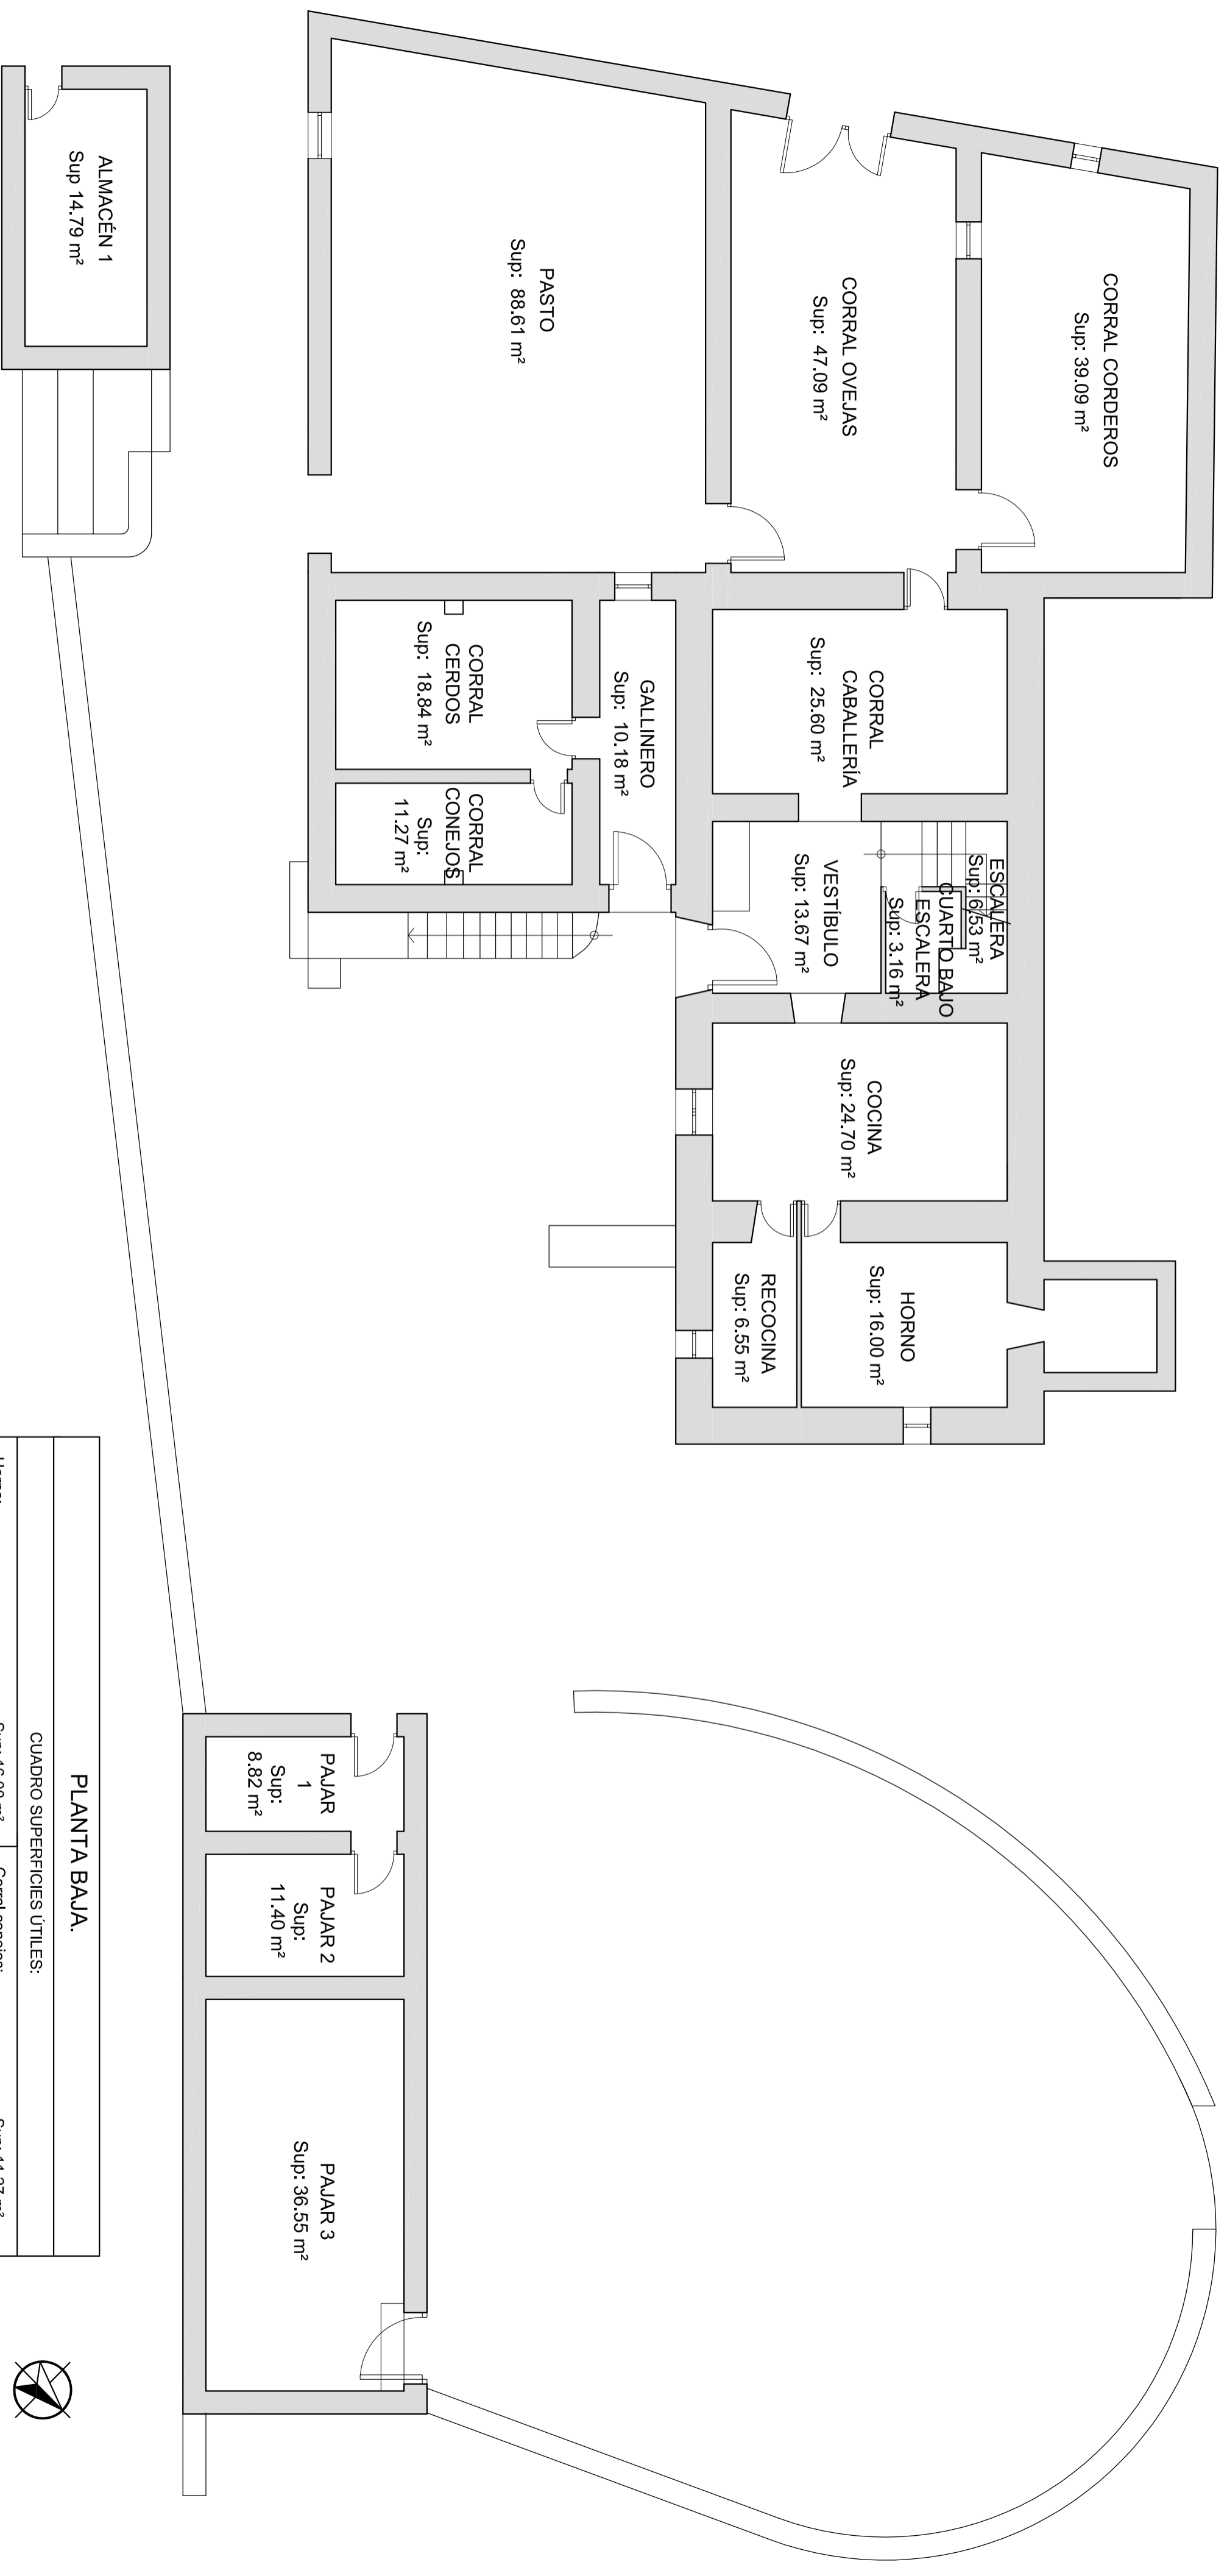 CORRAL CORDEROS
Sup: 39.09 m²
CORRAL OVEJAS
Sup: 47.09 m²
PASTO
Sup: 88.61 m²
ALMACÉN 1
Sup 14.79 m²
CORRAL
CABALLERÍA
Sup: 25.60 m²
GALLINERO
Sup: 10.18 m²
CORRAL
CERDOS
Sup: 18.84 m²
CORRAL
CONEJOS
Sup:
11.27 m²
ESCALERA
Sup: 6.53 m²
CUARTO BAJO
ESCALERA
Sup: 3.16 m²
VESTÍBULO
Sup: 13.67 m²
COCINA
Sup: 24.70 m²
HORNO
Sup: 16.00 m²
RECOCINA
Sup: 6.55 m²
PAJAR
1
Sup:
8.82 m²
PAJAR 2
Sup:
11.40 m²
PAJAR 3
Sup: 36.55 m²
PLANTA BAJA.
CUADRO SUPERFICIES ÚTILES: